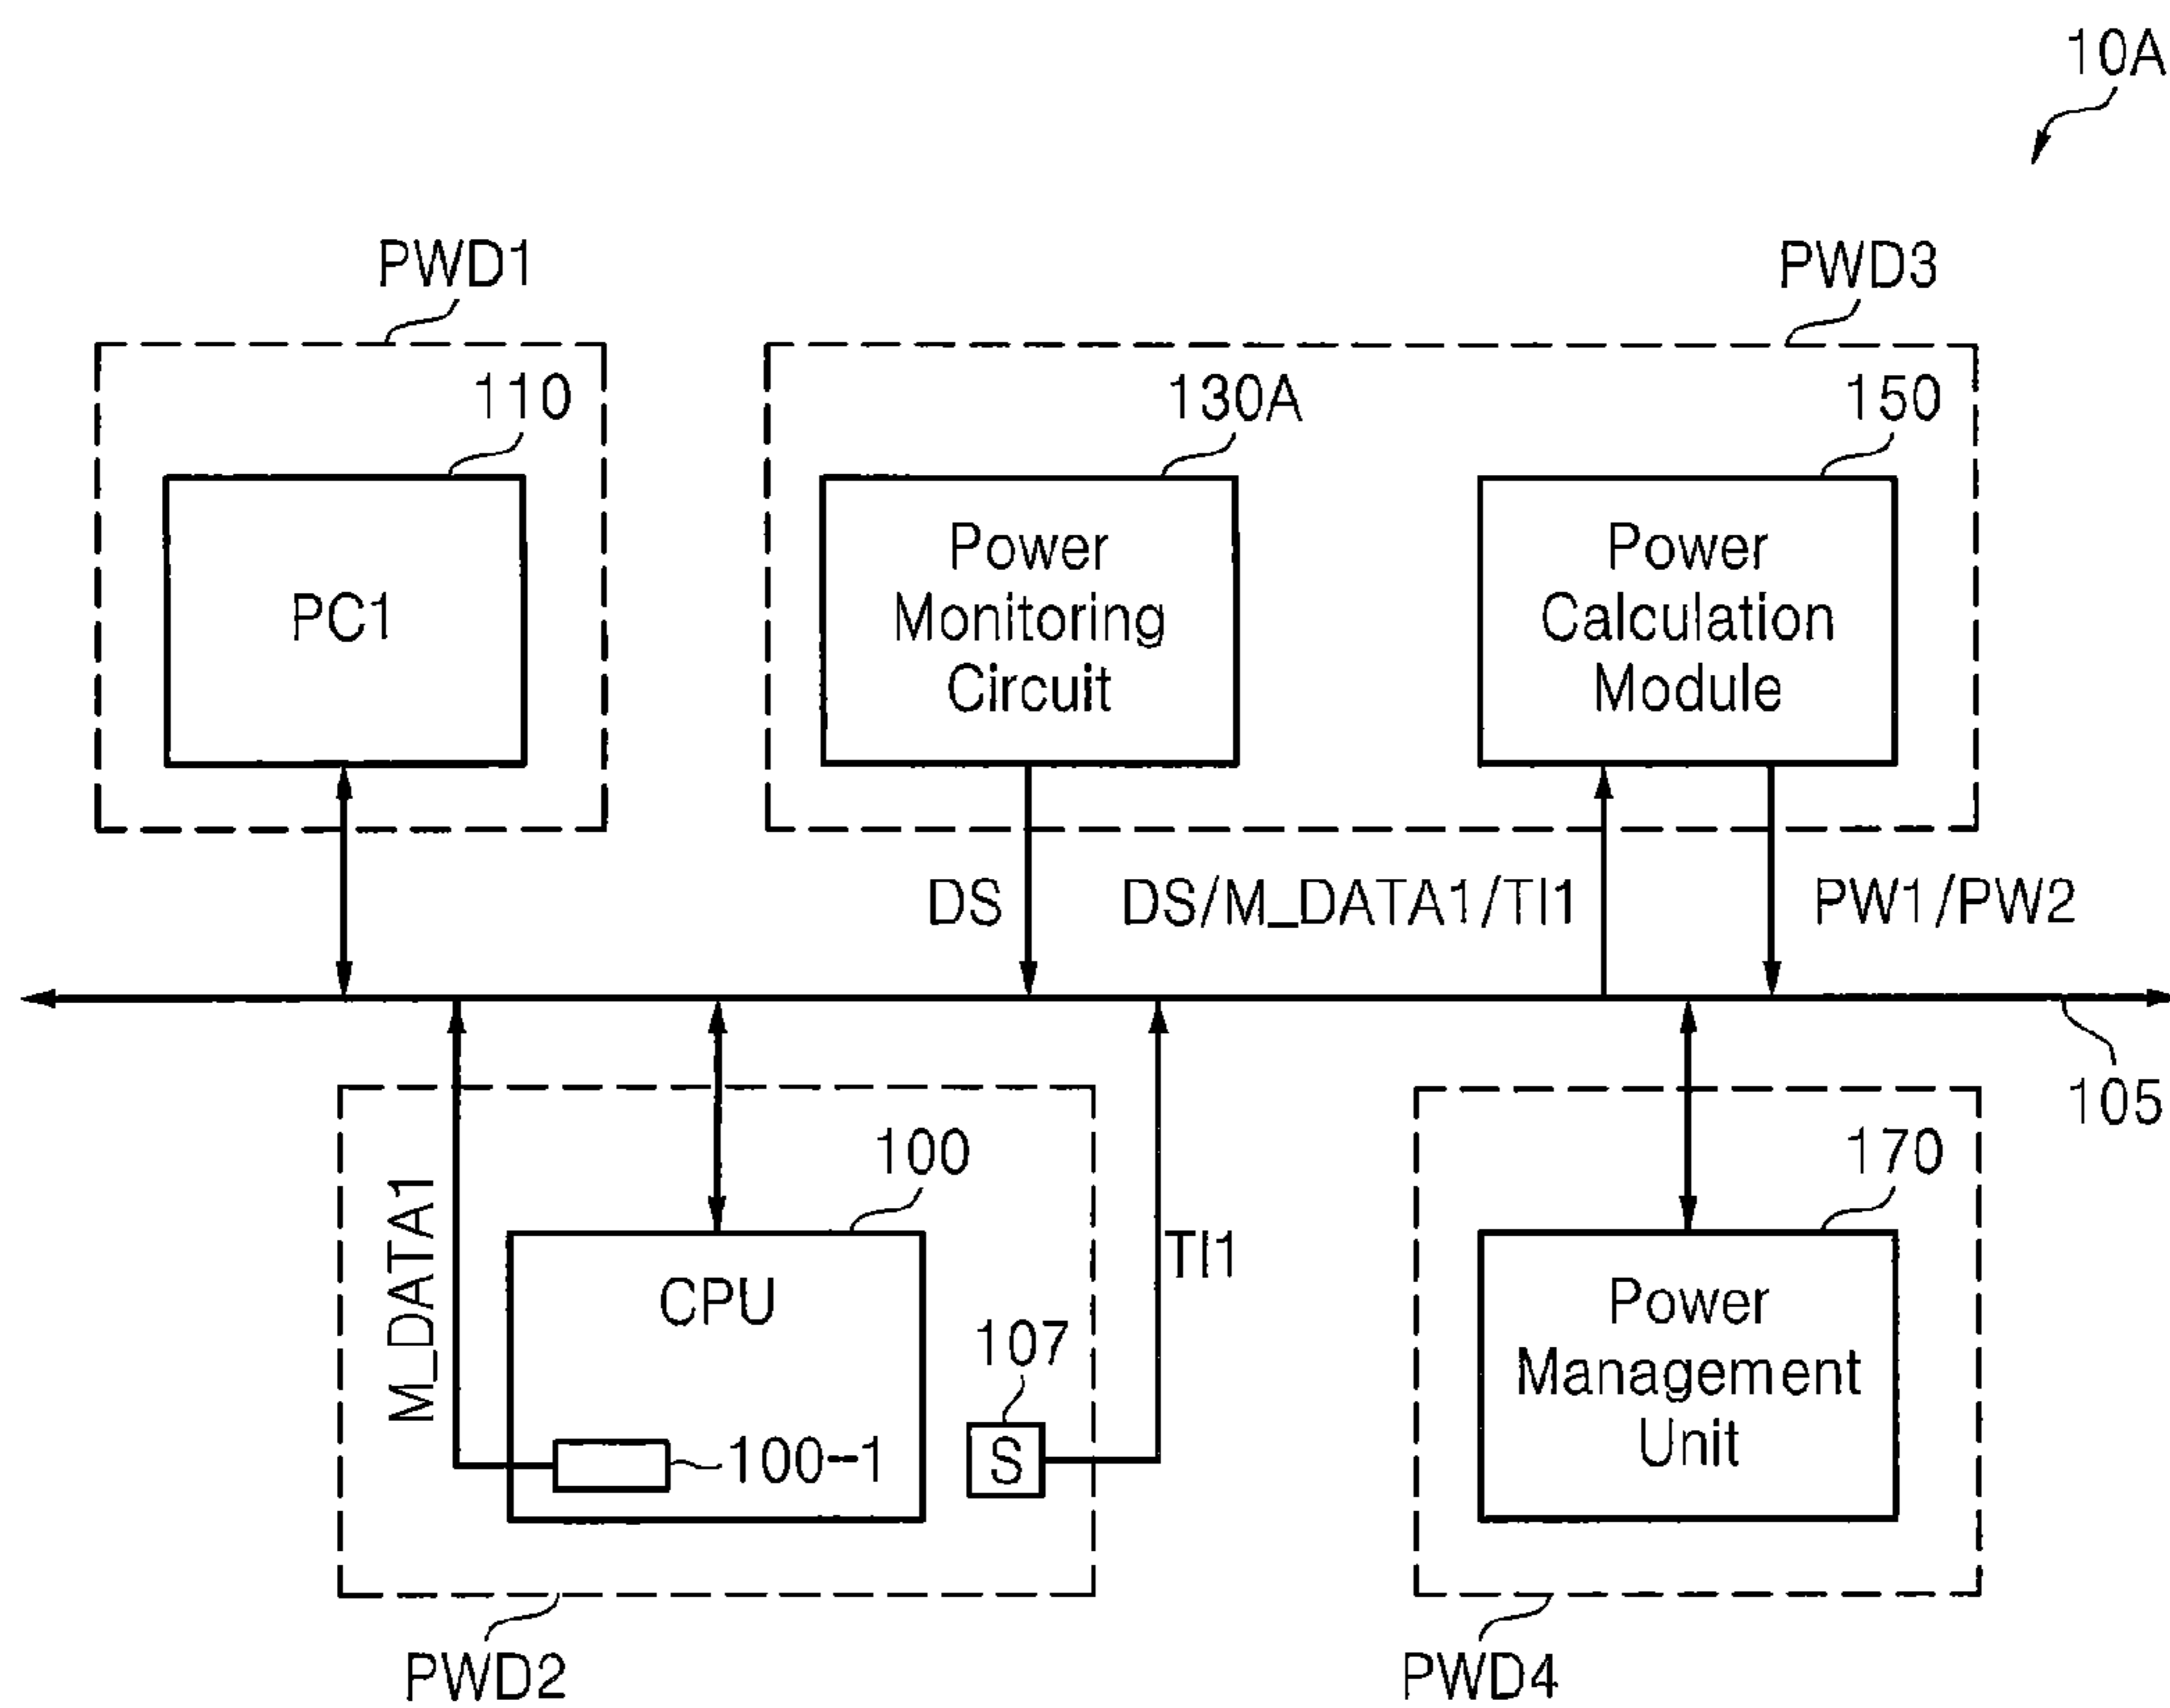 10A
PWD1
PWD3
110
130A
150
PC1
Power
Monitoring
Circuit
Power
Calculation
Module
DS
DS/M_DATA1/TI1
PW1/PW2
105
M_DATA1
100
CPU
100-1
107
S
TI1
170
Power
Management
Unit
PWD2
PWD4